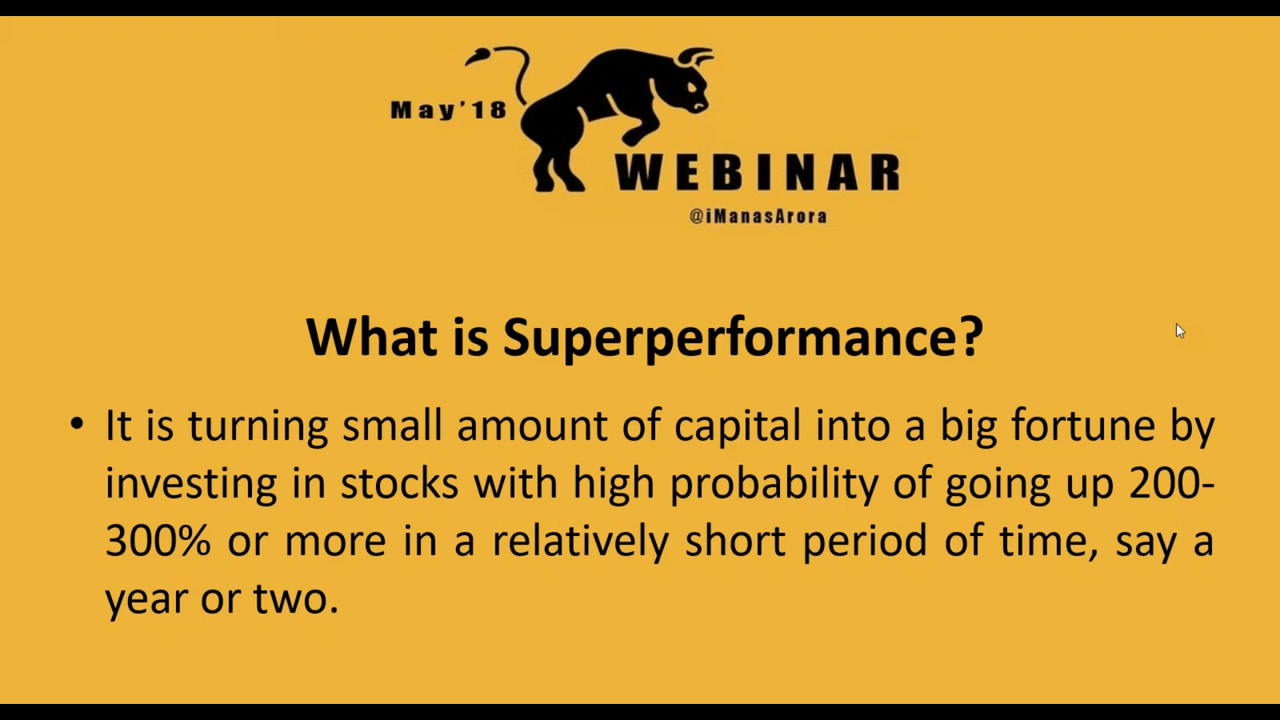 May'18
WEBINAR
@iManasArora
What is Superperformance?
• It is turning small amount of capital into a big fortune by
investing in stocks with high probability of going up 200-
300% or more in a relatively short period of time, say a
year or two.